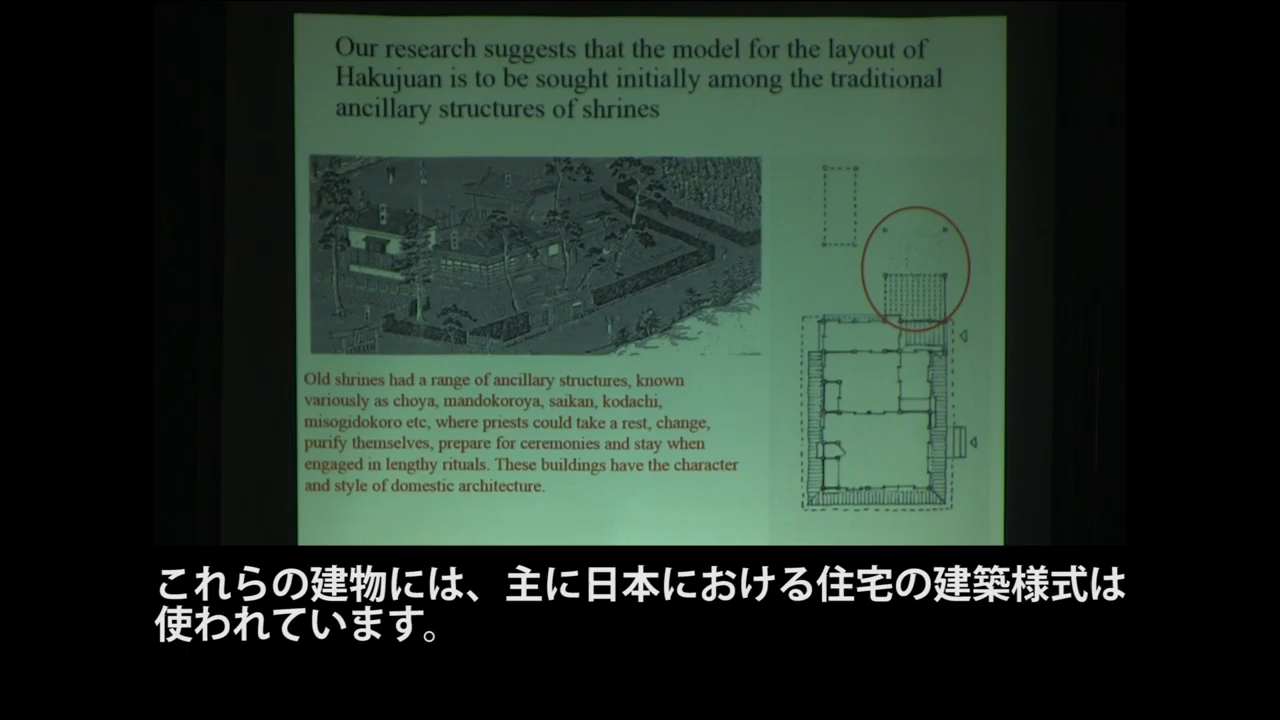 Our research suggests that the model for the layout of
Hakujuan is to be sought initially among the traditional
ancillary structures of shrines
Old shrines had a range of ancillary structures, known
variously as choya, mandokoroya, saikan, kodachi,
misogidokoro etc, where priests could take a rest, change,
purify themselves, prepare for ceremonies and stay when
engaged in lengthy rituals. These buildings have the character
and style of domestic architecture.
これらの建物には、主に日本における住宅の建築様式は
使われています。